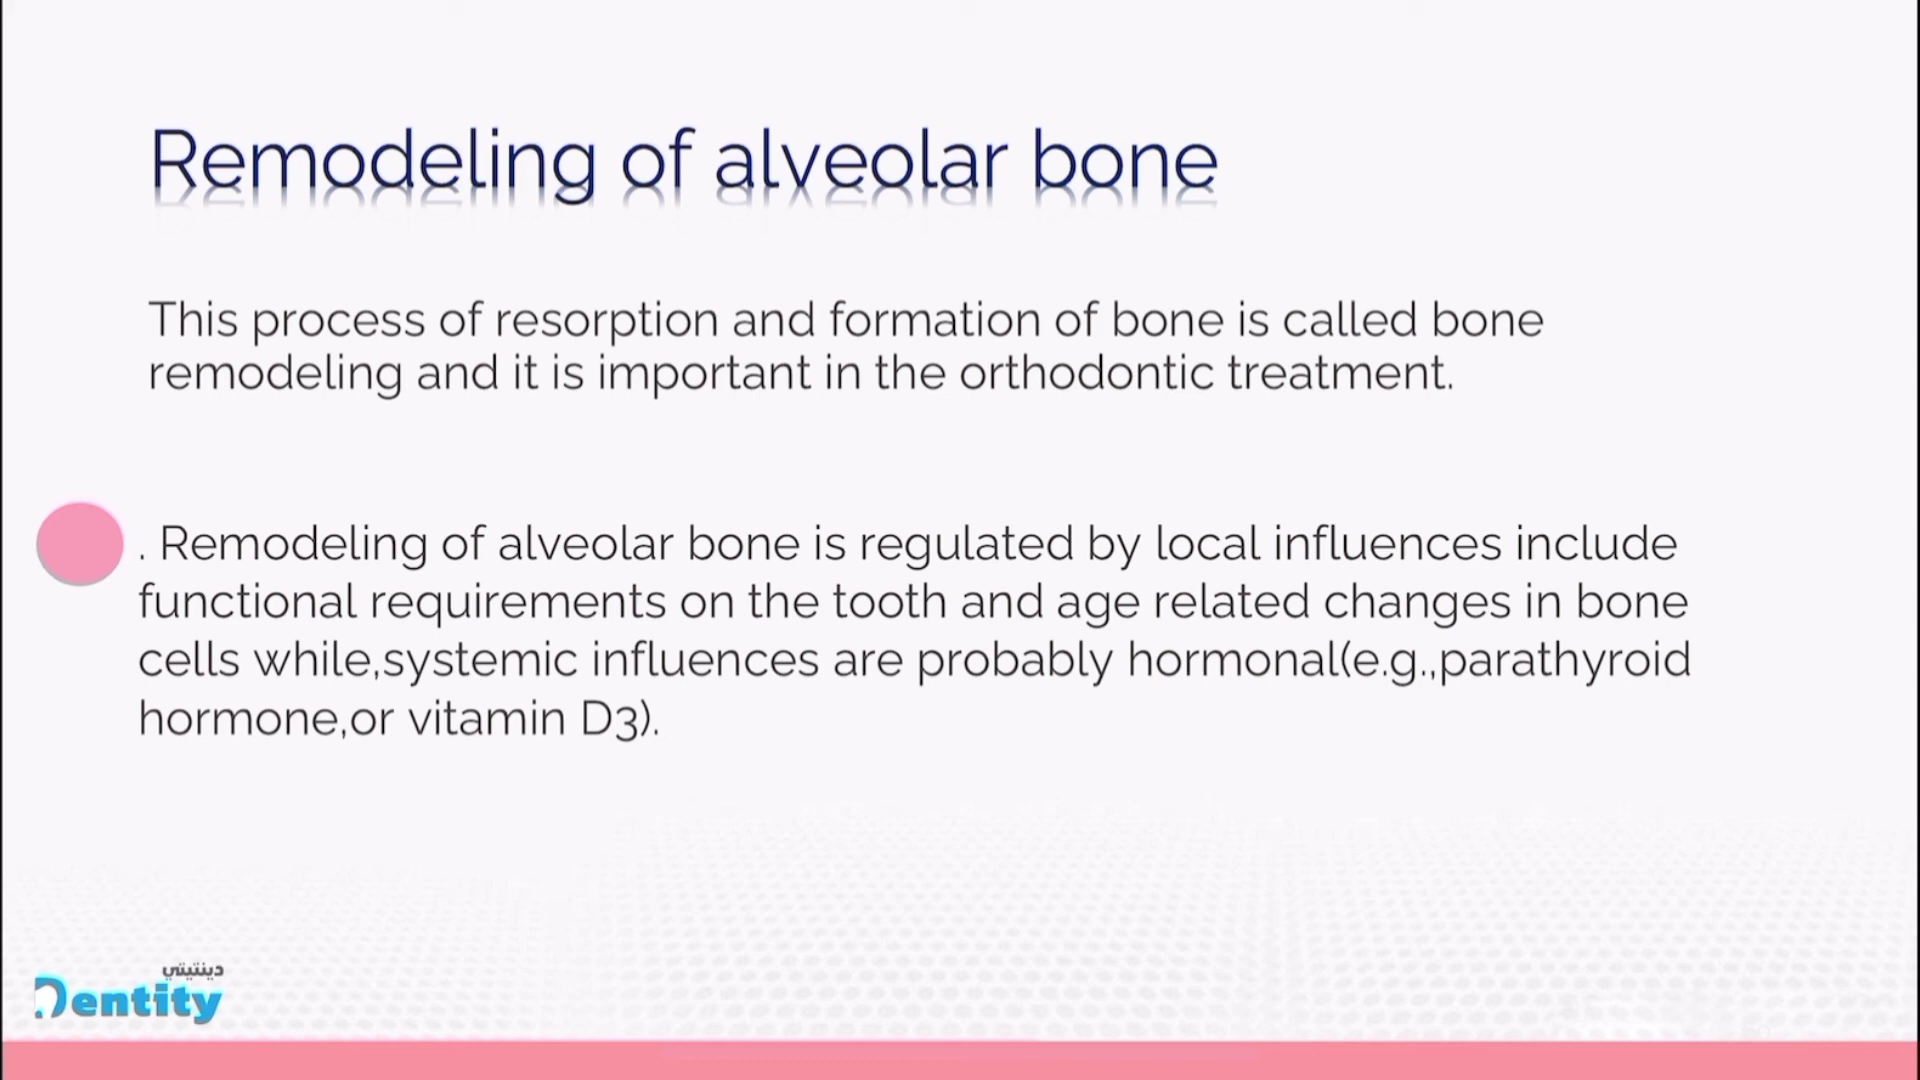 Remodeling of alveolar bone
This process of resorption and formation of bone is called bone
remodeling and it is important in the orthodontic treatment.
. Remodeling of alveolar bone is regulated by local influences include
functional requirements on the tooth and age related changes in bone
cells while,systemic influences are probably hormonal(e.g.,parathyroid
hormone,or vitamin D3).
دينتيتي
Dentity